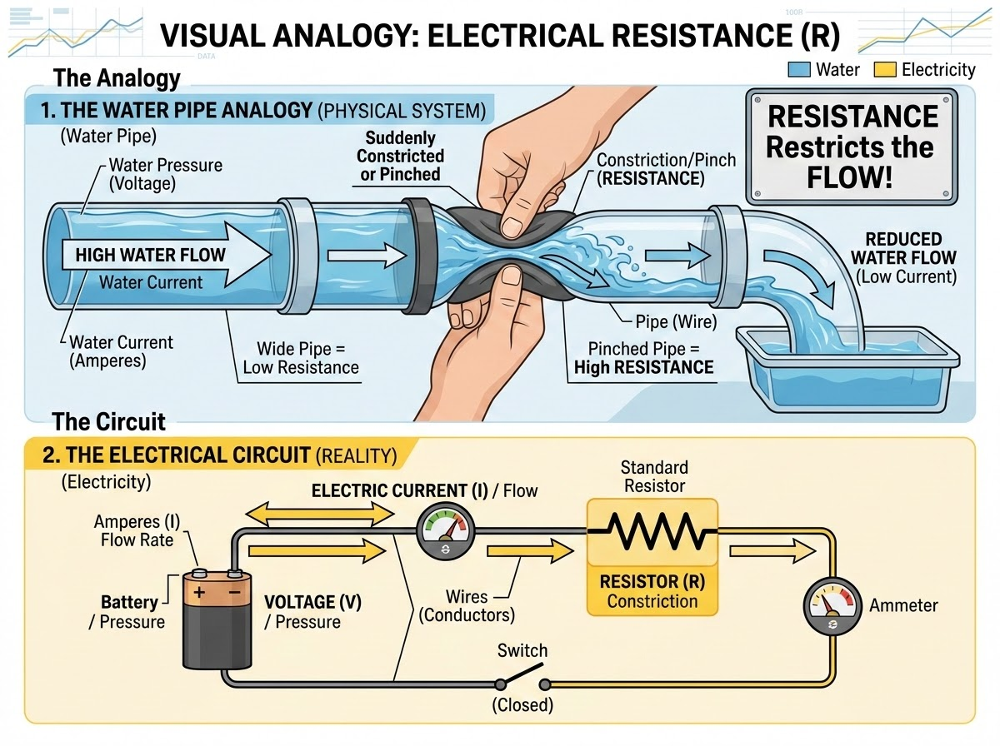 100R
DATA
VISUAL ANALOGY: ELECTRICAL RESISTANCE (R)
Water
Electricity
The Analogy
1. THE WATER PIPE ANALOGY (PHYSICAL SYSTEM)
(Water Pipe)
Water Pressure
(Voltage)
Suddenly
Constricted
or Pinched
Constriction/Pinch
(RESISTANCE)
RESISTANCE
Restricts the
FLOW!
HIGH WATER FLOW
Water Current
REDUCED
WATER FLOW
(Low Current)
Water Current
(Amperes)
Wide Pipe =
Low Resistance
Pipe (Wire)
Pinched Pipe =
High RESISTANCE
The Circuit
2. THE ELECTRICAL CIRCUIT (REALITY)
(Electricity)
ELECTRIC CURRENT (I) / Flow
Standard
Resistor
Amperes (I)
Flow Rate
+ −
Battery
/ Pressure
VOLTAGE (V)
/ Pressure
Wires
(Conductors)
RESISTOR (R)
Constriction
Ammeter
Switch
(Closed)